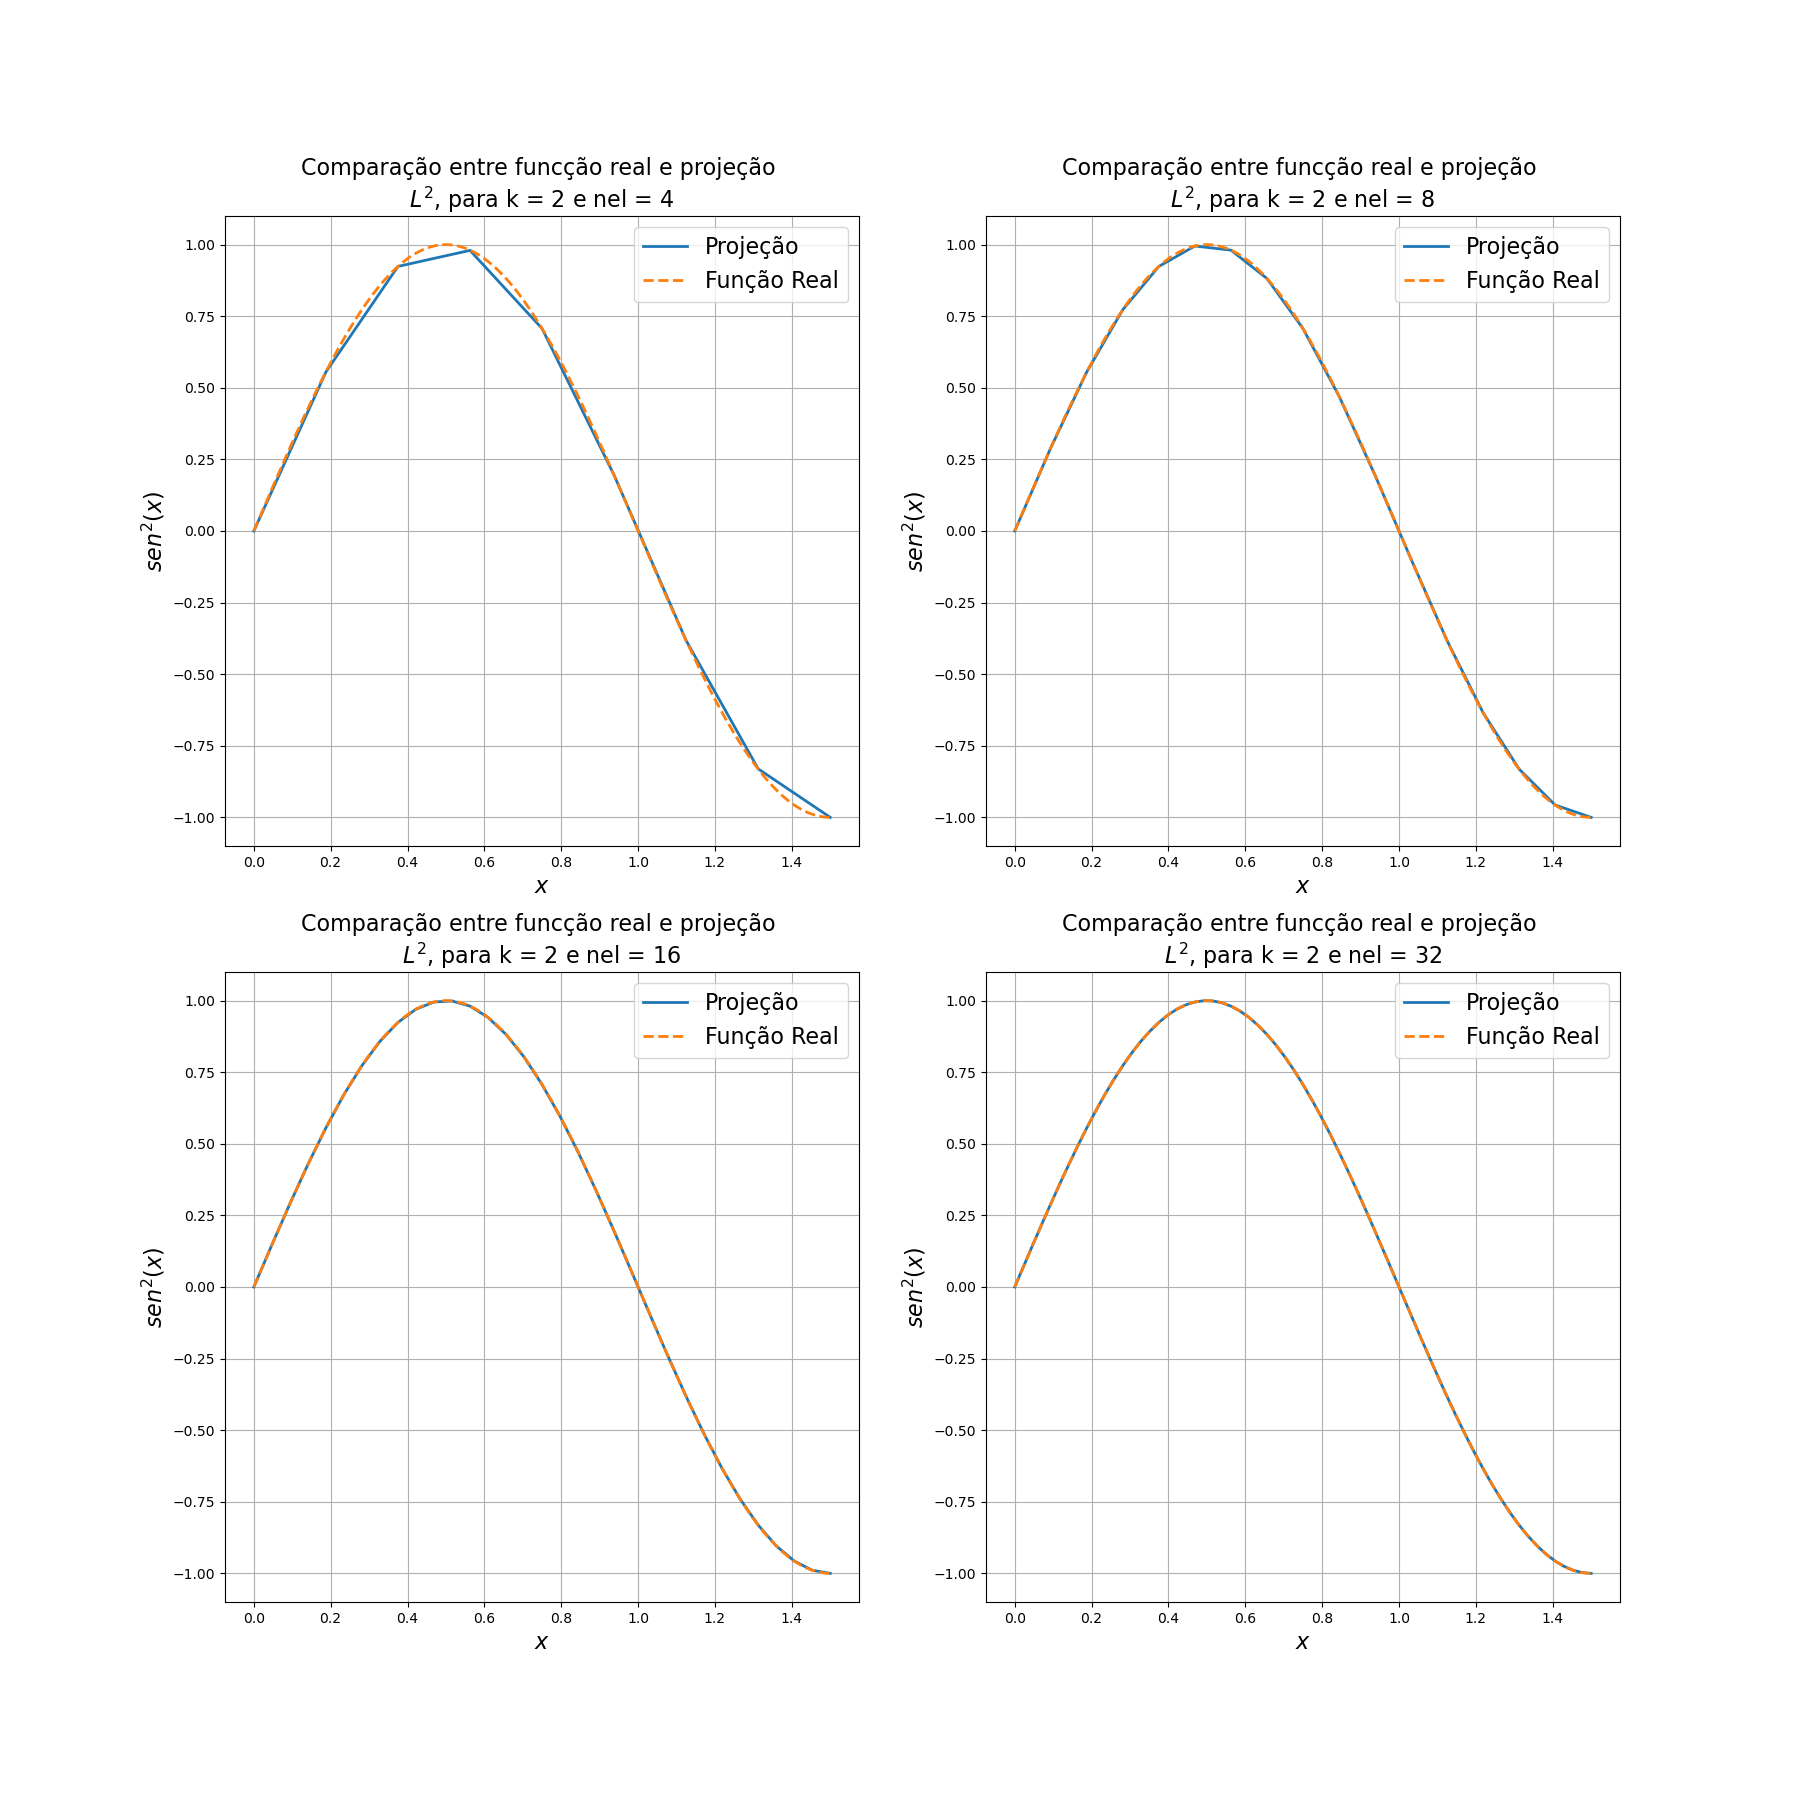 Comparação entre funcção real e projeção
L², para k = 2 e nel = 4
Projeção
Função Real
1.00
0.75
0.50
0.25
0.00
−0.25
−0.50
−0.75
−1.00
sen²(x)
0.0 0.2 0.4 0.6 0.8 1.0 1.2 1.4
x
Comparação entre funcção real e projeção
L², para k = 2 e nel = 8
Projeção
Função Real
1.00
0.75
0.50
0.25
0.00
−0.25
−0.50
−0.75
−1.00
sen²(x)
0.0 0.2 0.4 0.6 0.8 1.0 1.2 1.4
x
Comparação entre funcção real e projeção
L², para k = 2 e nel = 16
Projeção
Função Real
1.00
0.75
0.50
0.25
0.00
−0.25
−0.50
−0.75
−1.00
sen²(x)
0.0 0.2 0.4 0.6 0.8 1.0 1.2 1.4
x
Comparação entre funcção real e projeção
L², para k = 2 e nel = 32
Projeção
Função Real
1.00
0.75
0.50
0.25
0.00
−0.25
−0.50
−0.75
−1.00
sen²(x)
0.0 0.2 0.4 0.6 0.8 1.0 1.2 1.4
x